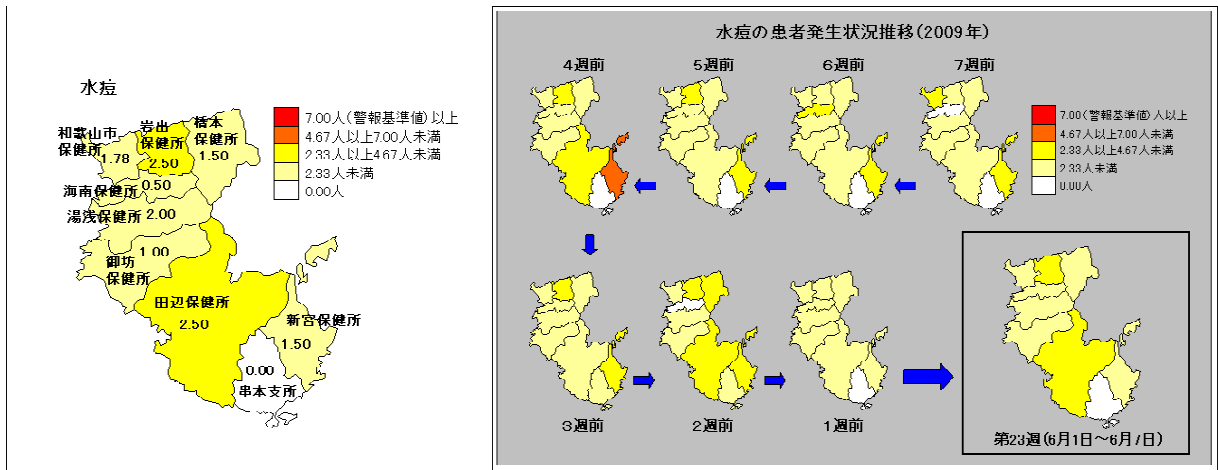 水痘
7.00人(警報基準値)以上
4.67人以上7.00人未満
2.33人以上4.67人未満
2.33人未満
0.00人
和歌山市
保健所
1.78
岩出
保健所
2.50
橋本
保健所
1.50
0.50
海南保健所
2.00
湯浅保健所
1.00
御坊
保健所
田辺保健所
2.50
新宮保健所
1.50
0.00
串本支所
水痘の患者発生状況推移(2009年)
4週前
5週前
6週前
7週前
7.00(警報基準値)人以上
4.67人以上7.00人未満
2.33人以上4.67人未満
2.33人未満
0.00人
3週前
2週前
1週前
第23週(6月1日～6月7日)